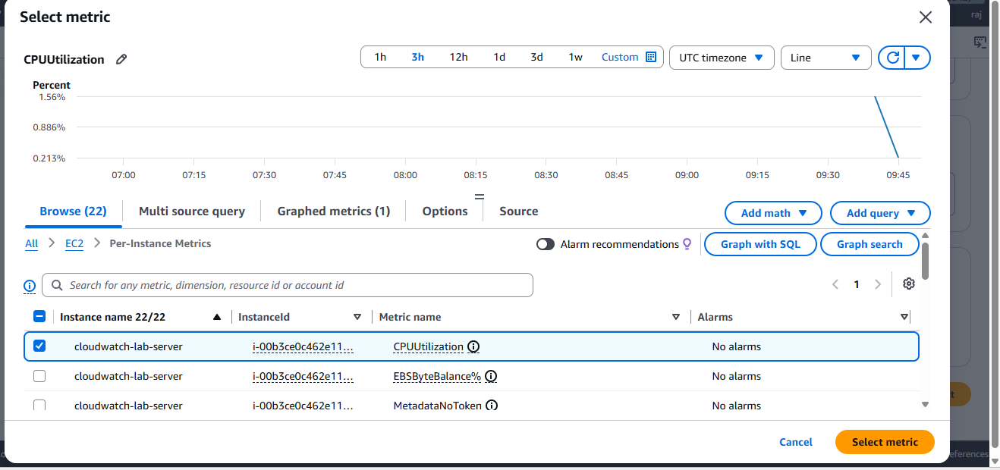 Select metric
raj
CPUUtilization
1h 3h 12h 1d 3d 1w Custom UTC timezone Line
Percent
1.56%
0.886%
0.213%
07:00 07:15 07:30 07:45 08:00 08:15 08:30 08:45 09:00 09:15 09:30 09:45
Browse (22) Multi source query Graphed metrics (1) Options Source Add math Add query
All EC2 Per-Instance Metrics Alarm recommendations Graph with SQL Graph search
Search for any metric, dimension, resource id or account id 1
Instance name 22/22 InstanceId Metric name Alarms
cloudwatch-lab-server i-00b3ce0c462e11... CPUUtilization No alarms
cloudwatch-lab-server i-00b3ce0c462e11... EBSByteBalance% No alarms
cloudwatch-lab-server i-00b3ce0c462e11... MetadataNoToken No alarms
Cancel Select metric
eferences